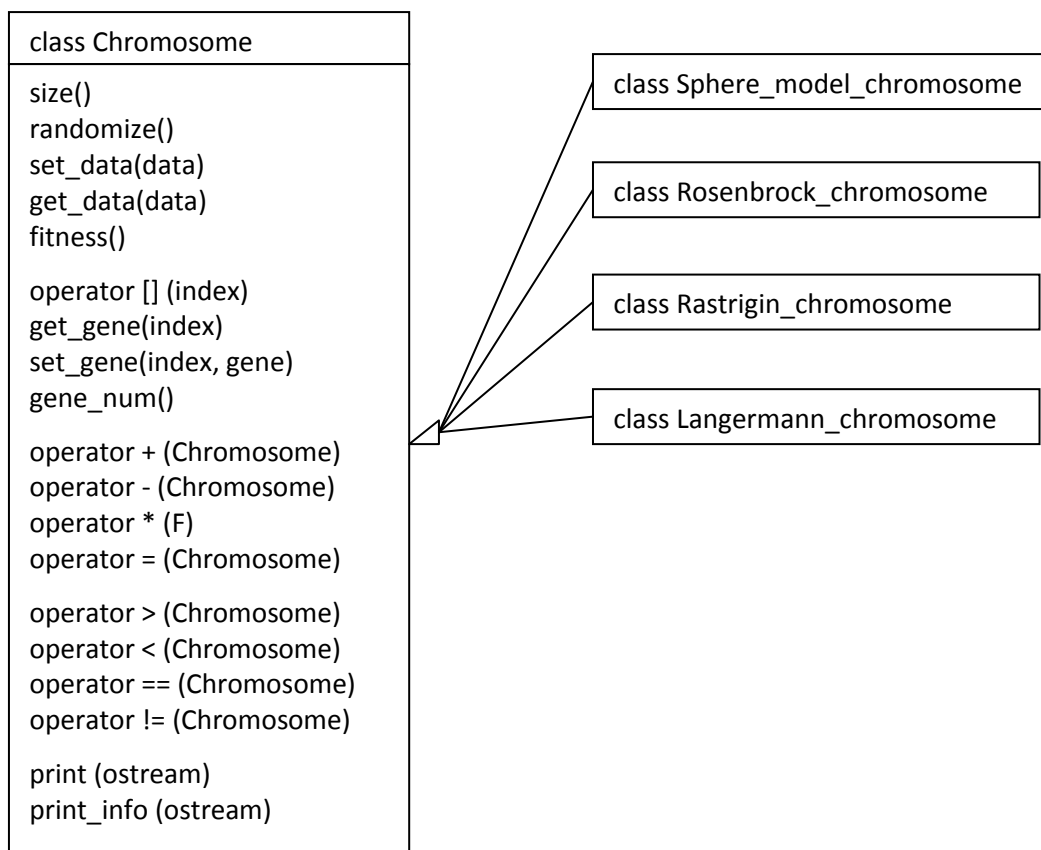 class Chromosome
size()
randomize()
set_data(data)
get_data(data)
fitness()
operator [] (index)
get_gene(index)
set_gene(index, gene)
gene_num()
operator + (Chromosome)
operator - (Chromosome)
operator * (F)
operator = (Chromosome)
operator > (Chromosome)
operator < (Chromosome)
operator == (Chromosome)
operator != (Chromosome)
print (ostream)
print_info (ostream)
class Sphere_model_chromosome
class Rosenbrock_chromosome
class Rastrigin_chromosome
class Langermann_chromosome